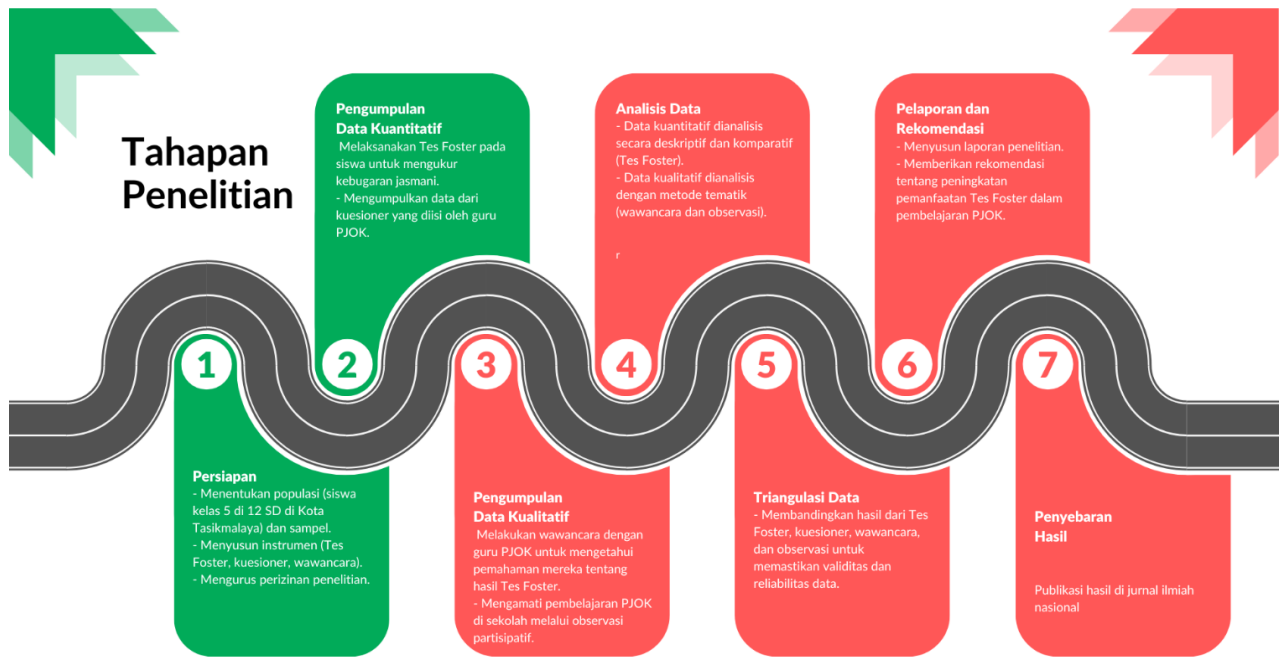 Tahapan
Penelitian
1
Persiapan
- Menentukan populasi (siswa
kelas 5 di 12 SD di Kota
Tasikmalaya) dan sampel.
- Menyusun instrumen (Tes
Foster, kuesioner, wawancara).
- Mengurus perizinan penelitian.
2
Pengumpulan
Data Kuantitatif
Melaksanakan Tes Foster pada
siswa untuk mengukur
kebugaran jasmani.
- Mengumpulkan data dari
kuesioner yang diisi oleh guru
PJOK.
3
Pengumpulan
Data Kualitatif
Melakukan wawancara dengan
guru PJOK untuk mengetahui
pemahaman mereka tentang
hasil Tes Foster.
- Mengamati pembelajaran PJOK
di sekolah melalui observasi
partisipatif.
4
Analisis Data
- Data kuantitatif dianalisis
secara deskriptif dan komparatif
(Tes Foster).
- Data kualitatif dianalisis
dengan metode tematik
(wawancara dan observasi).
r
5
Triangulasi Data
- Membandingkan hasil dari Tes
Foster, kuesioner, wawancara,
dan observasi untuk
memastikan validitas dan
reliabilitas data.
6
Pelaporan dan
Rekomendasi
- Menyusun laporan penelitian.
- Memberikan rekomendasi
tentang peningkatan
pemanfaatan Tes Foster dalam
pembelajaran PJOK.
7
Penyebaran
Hasil
Publikasi hasil di jurnal ilmiah
nasional